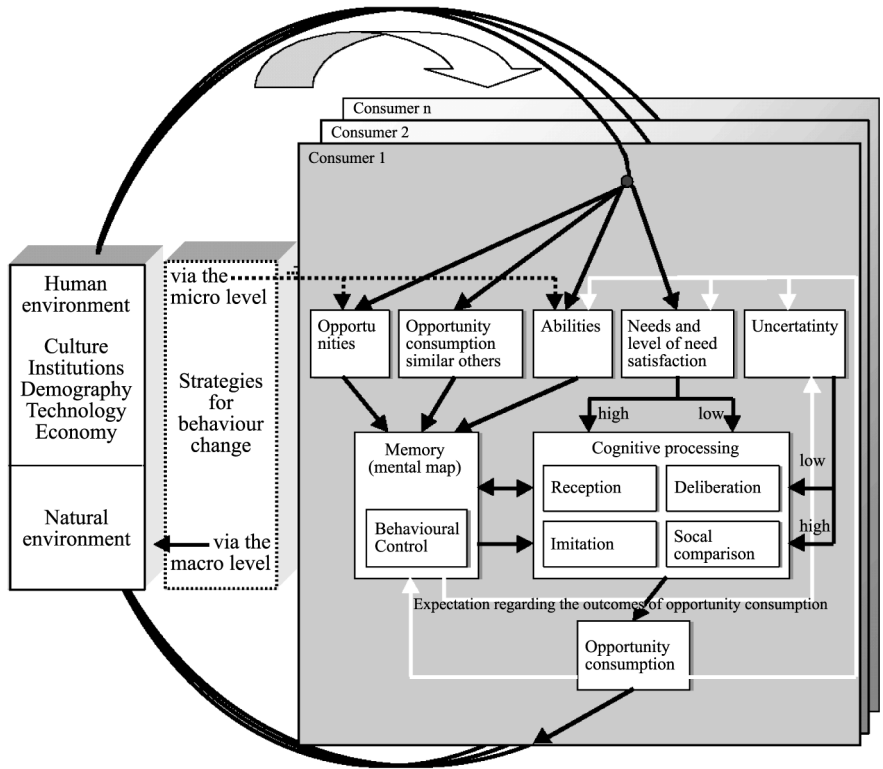 Consumer n
Consumer 2
Consumer 1
Human
environment
Culture
Institutions
Demography
Technology
Economy
Natural
environment
via the
micro level
Strategies
for
behaviour
change
via the
macro level
Opportu
nities
Opportunity
consumption
similar others
Abilities
Needs and
level of need
satisfaction
Uncertatinty
high
low
Memory
(mental map)
Behavioural
Control
Cognitive processing
Reception
Deliberation
Imitation
Socal
comparison
low
high
Expectation regarding the outcomes of opportunity consumption
Opportunity
consumption